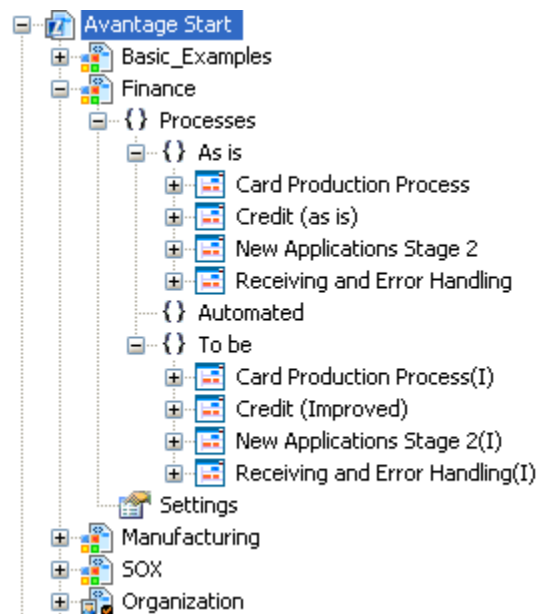 Avantage Start
Basic_Examples
Finance
{} Processes
{} As is
Card Production Process
Credit (as is)
New Applications Stage 2
Receiving and Error Handling
{} Automated
{} To be
Card Production Process(I)
Credit (Improved)
New Applications Stage 2(I)
Receiving and Error Handling(I)
Settings
Manufacturing
SOX
Organization